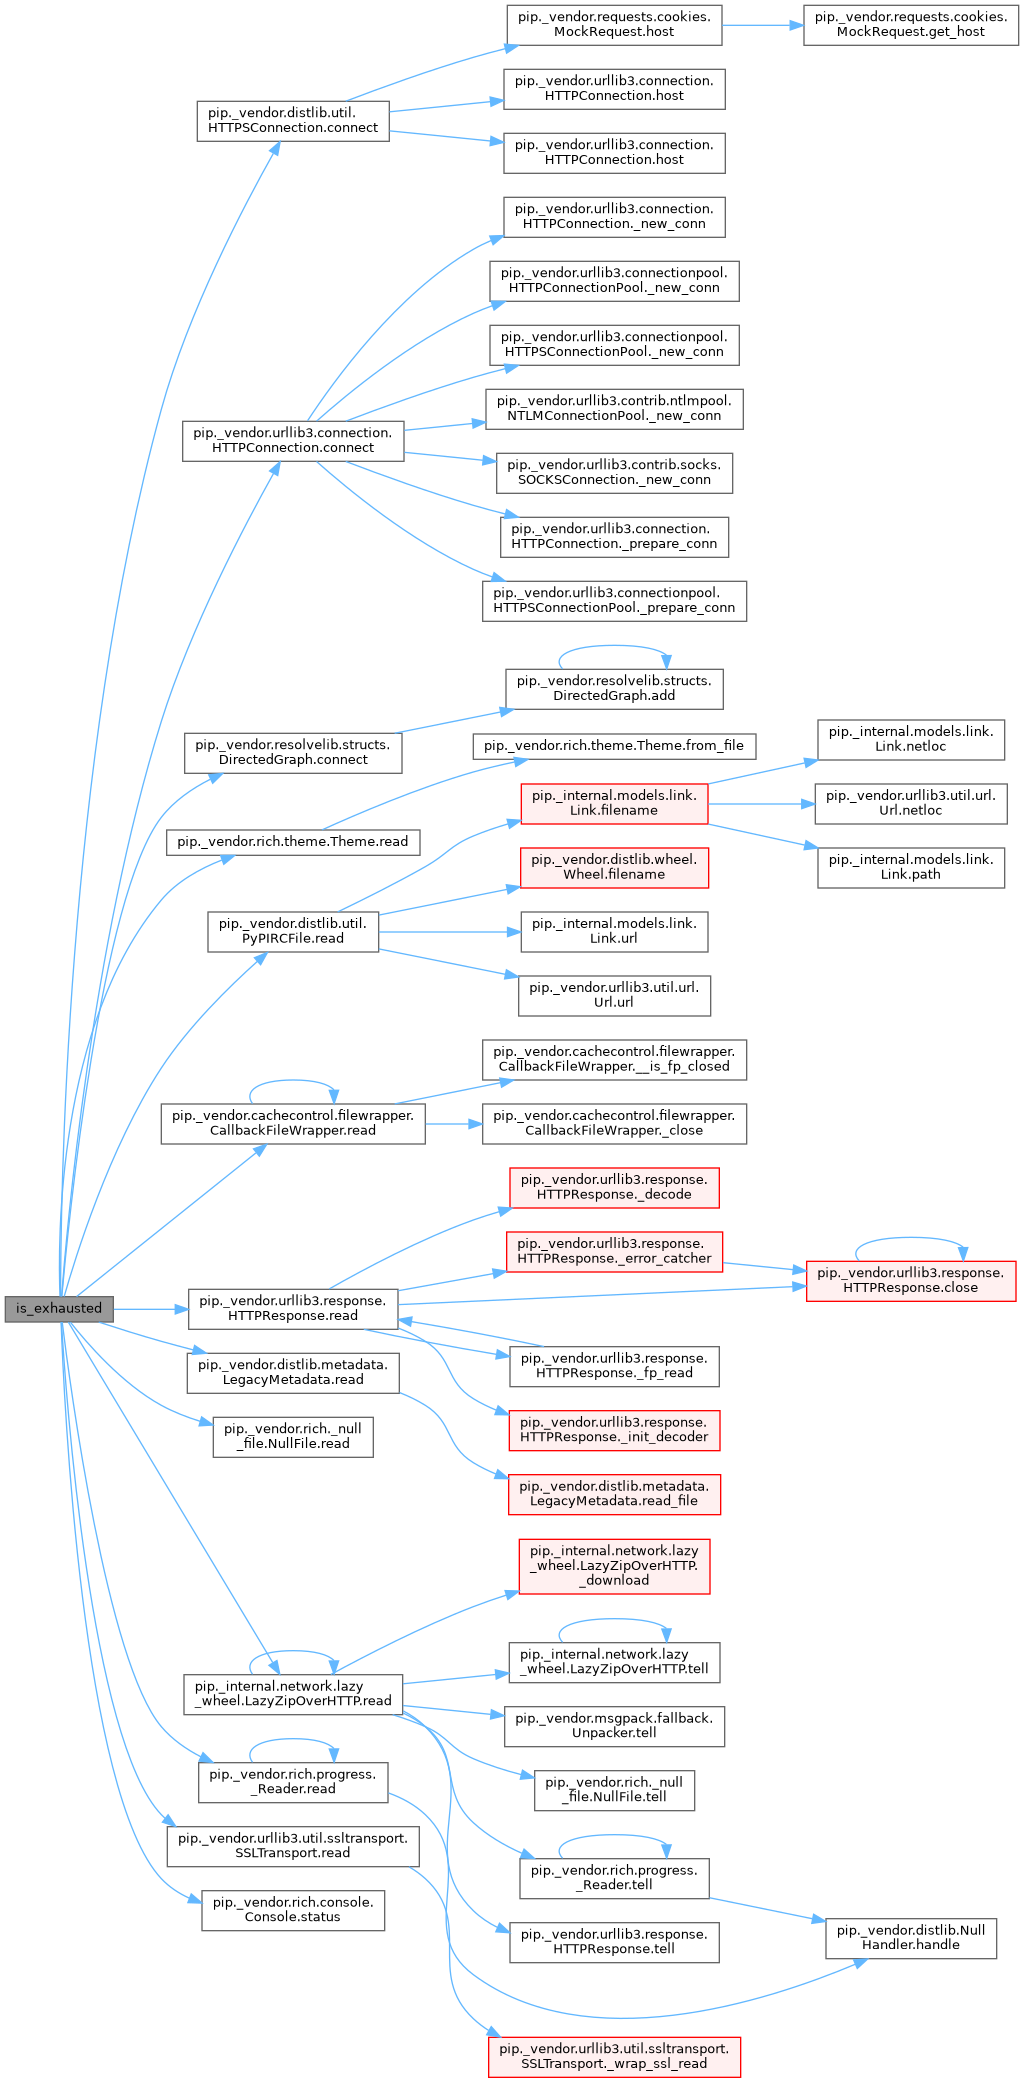 pip._vendor.requests.cookies.
MockRequest.host
pip._vendor.requests.cookies.
MockRequest.get_host
pip._vendor.urllib3.connection.
HTTPConnection.host
pip._vendor.distlib.util.
HTTPSConnection.connect
pip._vendor.urllib3.connection.
HTTPConnection.host
pip._vendor.urllib3.connection.
HTTPConnection._new_conn
pip._vendor.urllib3.connectionpool.
HTTPConnectionPool._new_conn
pip._vendor.urllib3.connectionpool.
HTTPSConnectionPool._new_conn
pip._vendor.urllib3.contrib.ntlmpool.
NTLMConnectionPool._new_conn
pip._vendor.urllib3.connection.
HTTPConnection.connect
pip._vendor.urllib3.contrib.socks.
SOCKSConnection._new_conn
pip._vendor.urllib3.connection.
HTTPConnection._prepare_conn
pip._vendor.urllib3.connectionpool.
HTTPSConnectionPool._prepare_conn
pip._vendor.resolvelib.structs.
DirectedGraph.add
pip._vendor.resolvelib.structs.
DirectedGraph.connect
pip._vendor.rich.theme.Theme.from_file
pip._internal.models.link.
Link.netloc
pip._internal.models.link.
Link.filename
pip._vendor.urllib3.util.url.
Url.netloc
pip._vendor.rich.theme.Theme.read
pip._vendor.distlib.wheel.
Wheel.filename
pip._internal.models.link.
Link.path
pip._vendor.distlib.util.
PyPIRCFile.read
pip._internal.models.link.
Link.url
pip._vendor.urllib3.util.url.
Url.url
pip._vendor.cachecontrol.filewrapper.
CallbackFileWrapper.__is_fp_closed
pip._vendor.cachecontrol.filewrapper.
CallbackFileWrapper.read
pip._vendor.cachecontrol.filewrapper.
CallbackFileWrapper._close
pip._vendor.urllib3.response.
HTTPResponse._decode
pip._vendor.urllib3.response.
HTTPResponse._error_catcher
pip._vendor.urllib3.response.
HTTPResponse.close
is_exhausted
pip._vendor.urllib3.response.
HTTPResponse.read
pip._vendor.urllib3.response.
HTTPResponse._fp_read
pip._vendor.distlib.metadata.
LegacyMetadata.read
pip._vendor.urllib3.response.
HTTPResponse._init_decoder
pip._vendor.rich._null
_file.NullFile.read
pip._vendor.distlib.metadata.
LegacyMetadata.read_file
pip._internal.network.lazy
_wheel.LazyZipOverHTTP.
_download
pip._internal.network.lazy
_wheel.LazyZipOverHTTP.tell
pip._internal.network.lazy
_wheel.LazyZipOverHTTP.read
pip._vendor.msgpack.fallback.
Unpacker.tell
pip._vendor.rich.progress.
_Reader.read
pip._vendor.rich._null
_file.NullFile.tell
pip._vendor.urllib3.util.ssltransport.
SSLTransport.read
pip._vendor.rich.progress.
_Reader.tell
pip._vendor.rich.console.
Console.status
pip._vendor.urllib3.response.
HTTPResponse.tell
pip._vendor.distlib.Null
Handler.handle
pip._vendor.urllib3.util.ssltransport.
SSLTransport._wrap_ssl_read